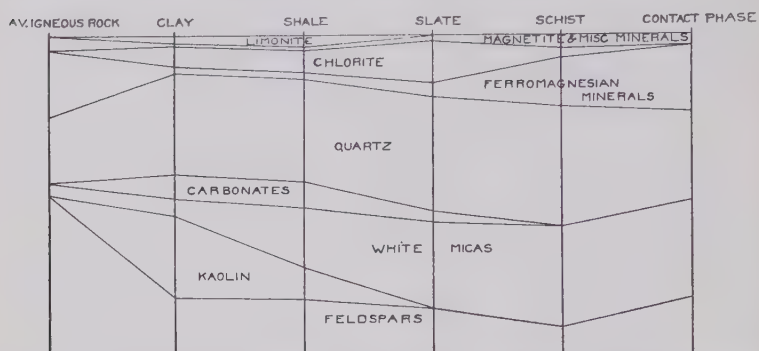 AV. IGNEOUS ROCK CLAY SHALE SLATE SCHIST CONTACT PHASE
LIMONITE MAGNETITE & MISC MINERALS
CHLORITE
FERROMAGNESIAN
MINERALS
QUARTZ
CARBONATES
WHITE MICAS
KAOLIN
FELDSPARS